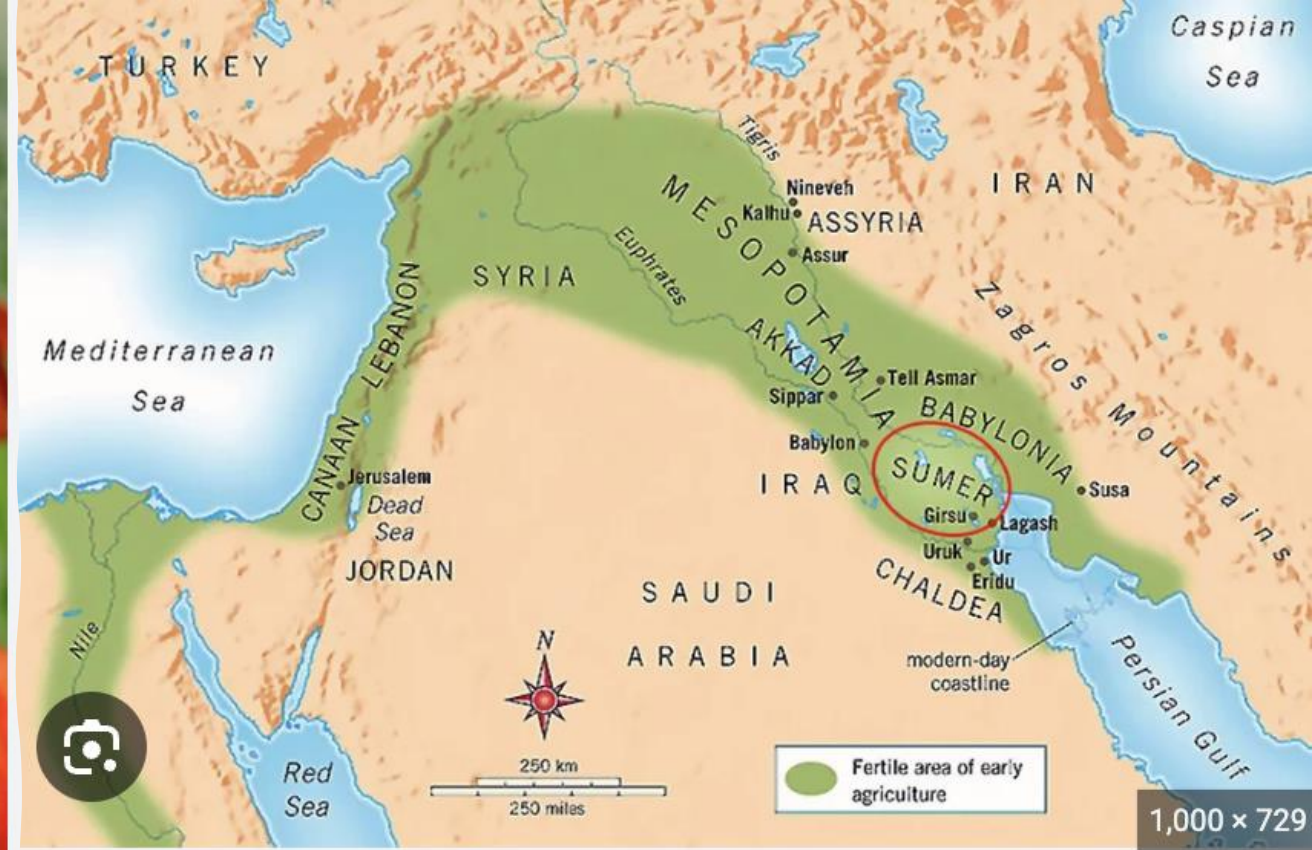 Caspian
Sea
TURKEY
Tigris
Nineveh
Kalhu
ASSYRIA
IRAN
MESOPOTAMIA
Assur
Euphrates
SYRIA
LEBANON
Zagros Mountains
AKKAD
Mediterranean
Sea
Tell Asmar
Sippar
BABYLONIA
Babylon
CANAAN
Jerusalem
Dead
Sea
IRAQ
SUMER
Susa
Girsu
Lagash
Uruk
Ur
Eridu
JORDAN
CHALDEA
SAUDI
ARABIA
Nile
N
modern-day
coastline
Persian Gulf
Red
Sea
250 km
250 miles
Fertile area of early
agriculture
1,000 × 729